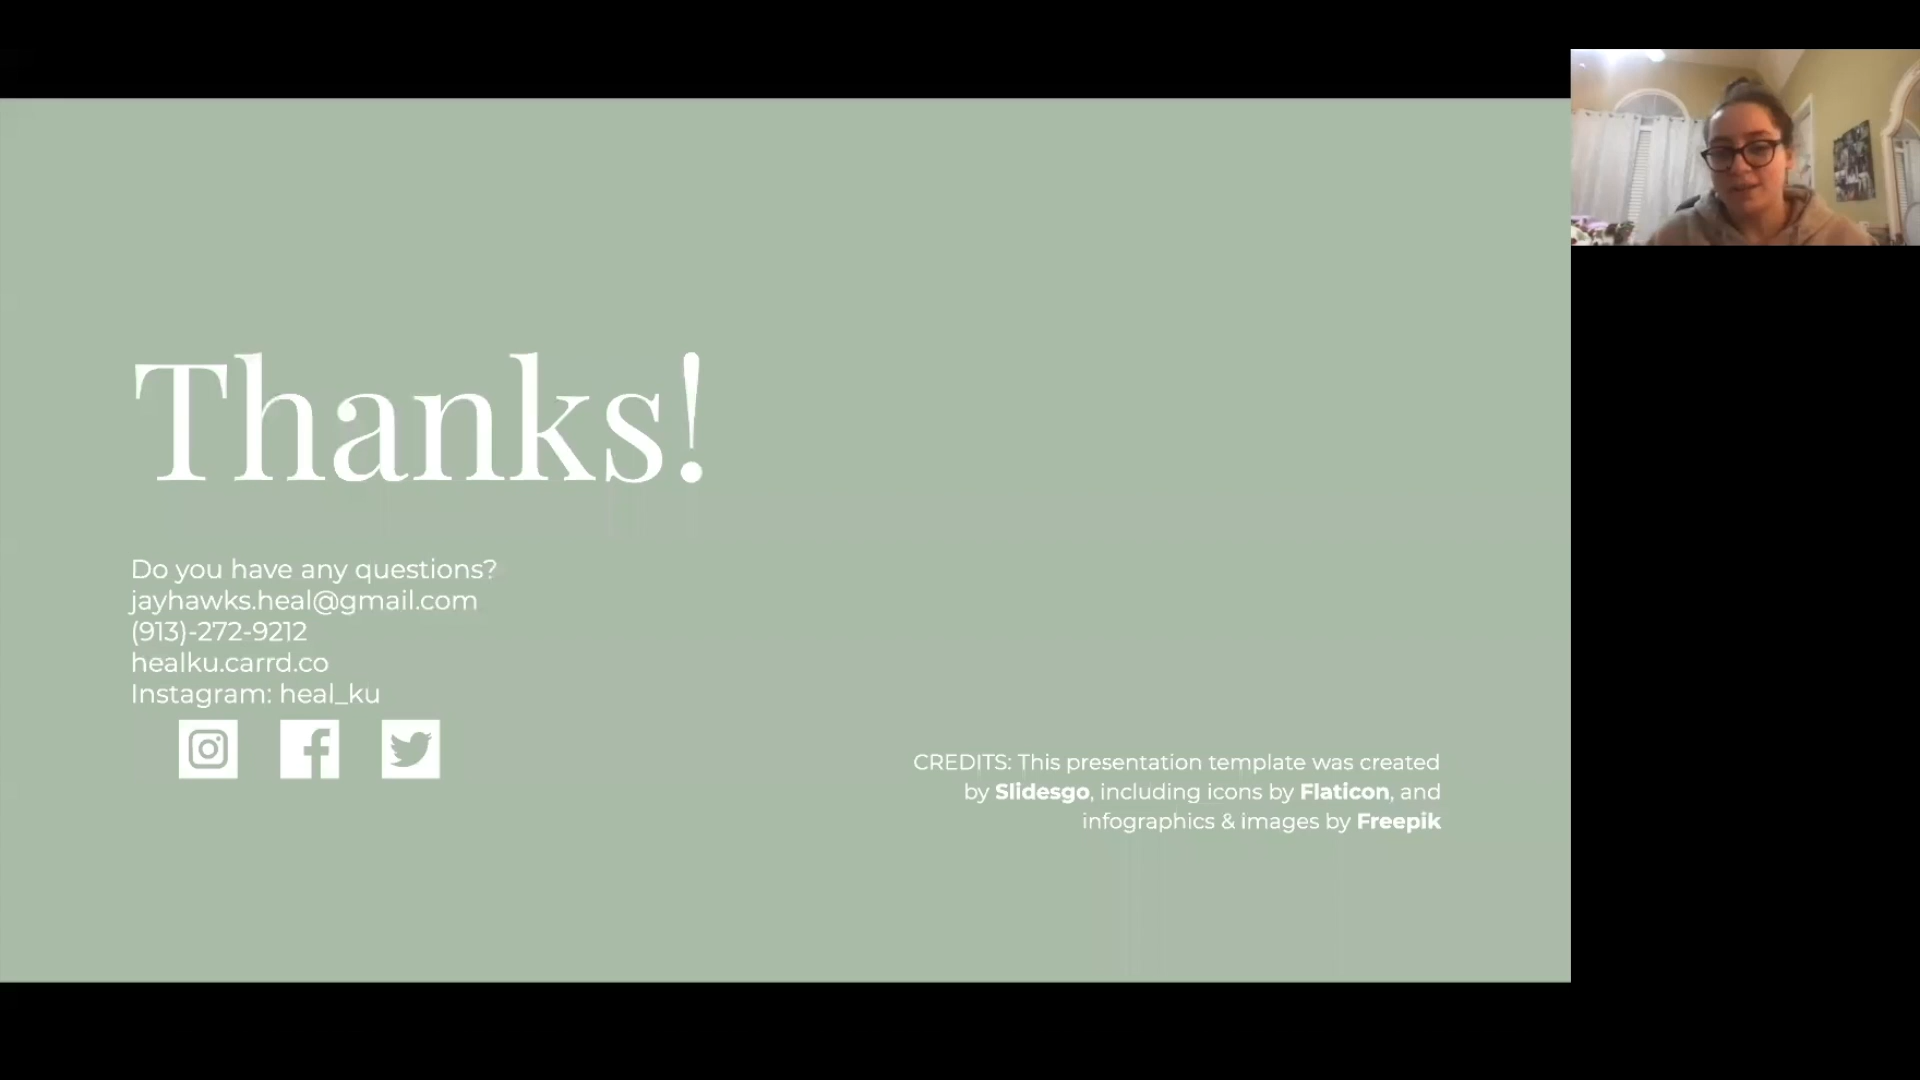 Thanks!
Do you have any questions?
jayhawks.heal@gmail.com
(913)-272-9212
healku.carrd.co
Instagram: heal_ku
CREDITS: This presentation template was created
by Slidesgo, including icons by Flaticon, and
infographics & images by Freepik